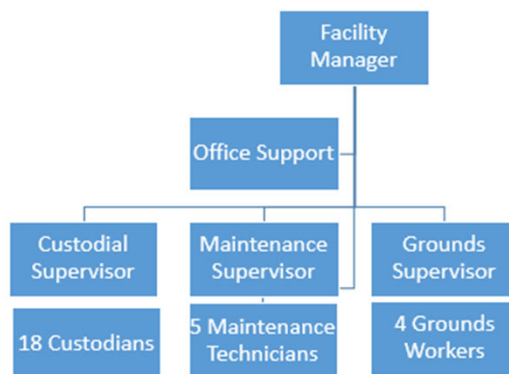 Facility
Manager
Office Support
Custodial
Supervisor
Maintenance
Supervisor
Grounds
Supervisor
18 Custodians
5 Maintenance
Technicians
4 Grounds
Workers